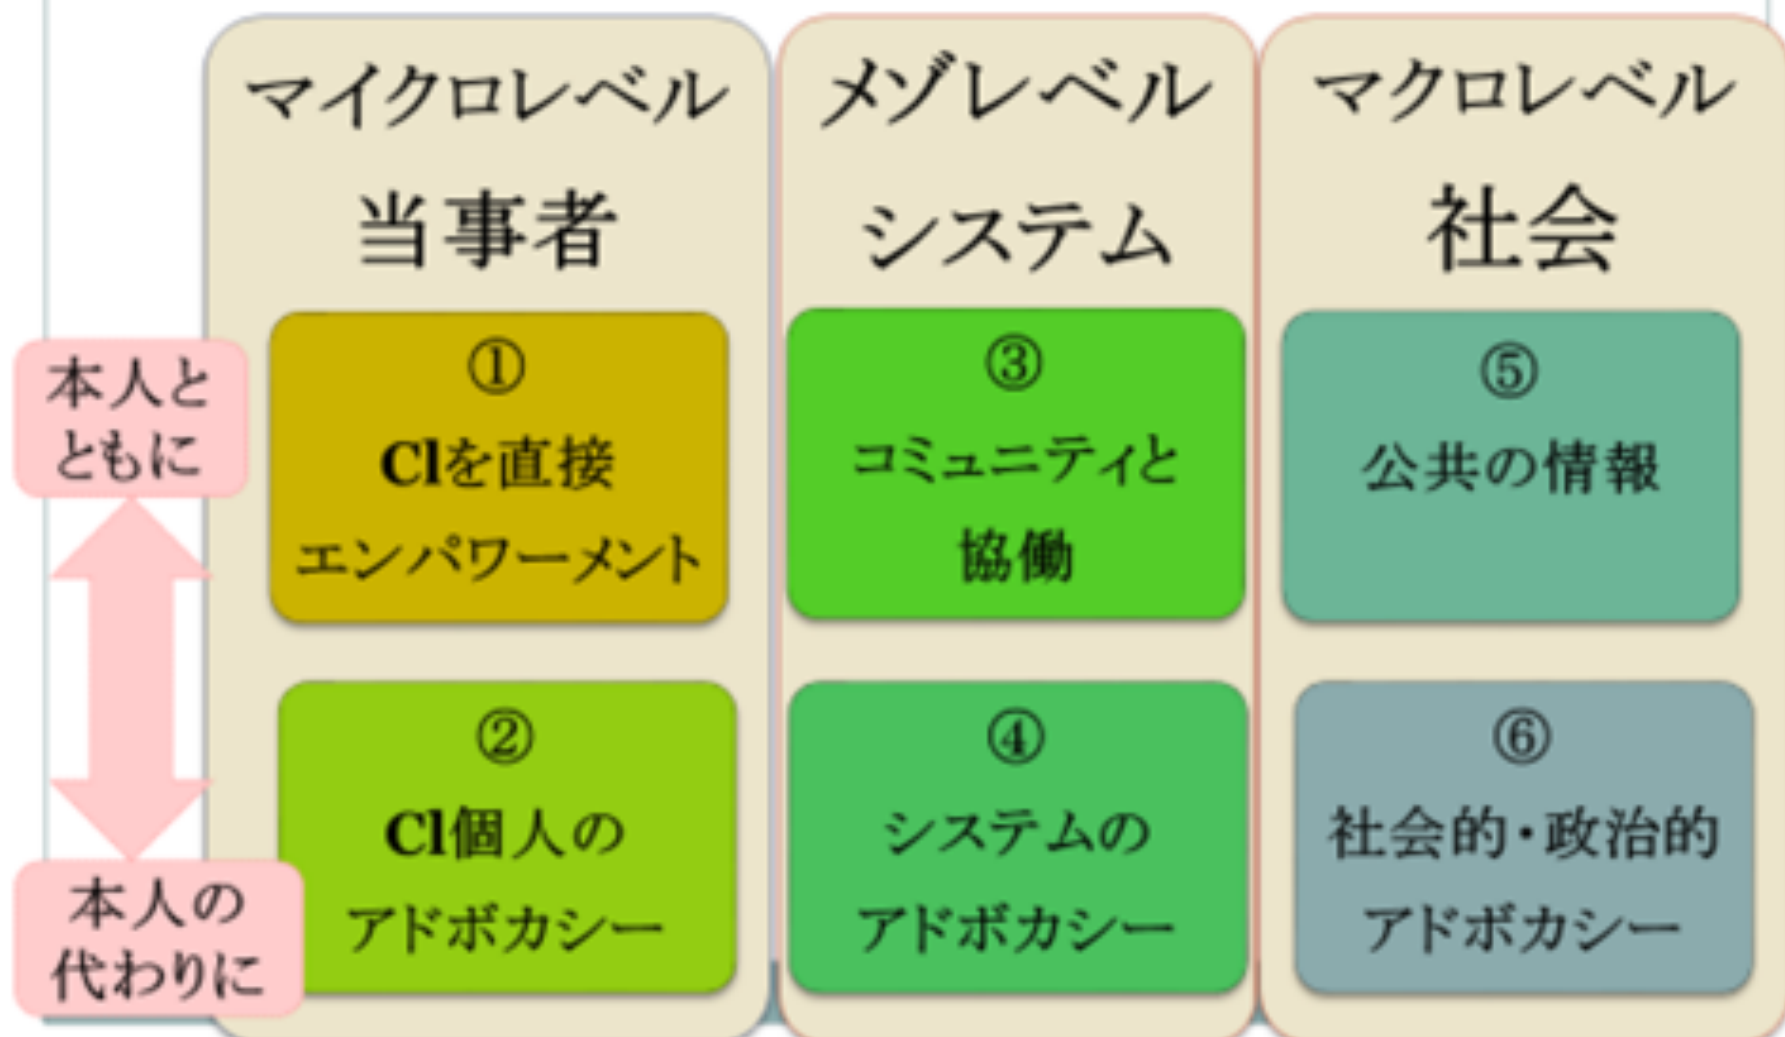 マイクロレベル
当事者
メゾレベル
システム
マクロレベル
社会
本人と
ともに
①
Clを直接
エンパワーメント
③
コミュニティと
協働
⑤
公共の情報
本人の
代わりに
②
Cl個人の
アドボカシー
④
システムの
アドボカシー
⑥
社会的・政治的
アドボカシー